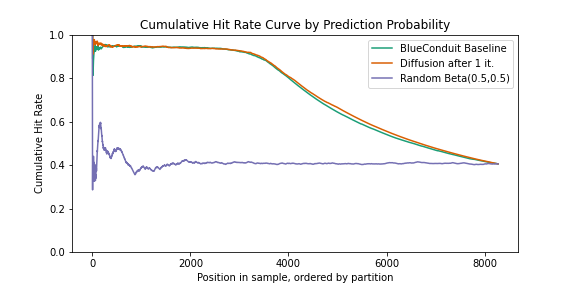 Cumulative Hit Rate Curve by Prediction Probability
1.0
0.8
0.6
0.4
0.2
0.0
Cumulative Hit Rate
BlueConduit Baseline
Diffusion after 1 it.
Random Beta(0.5,0.5)
0 2000 4000 6000 8000
Position in sample, ordered by partition